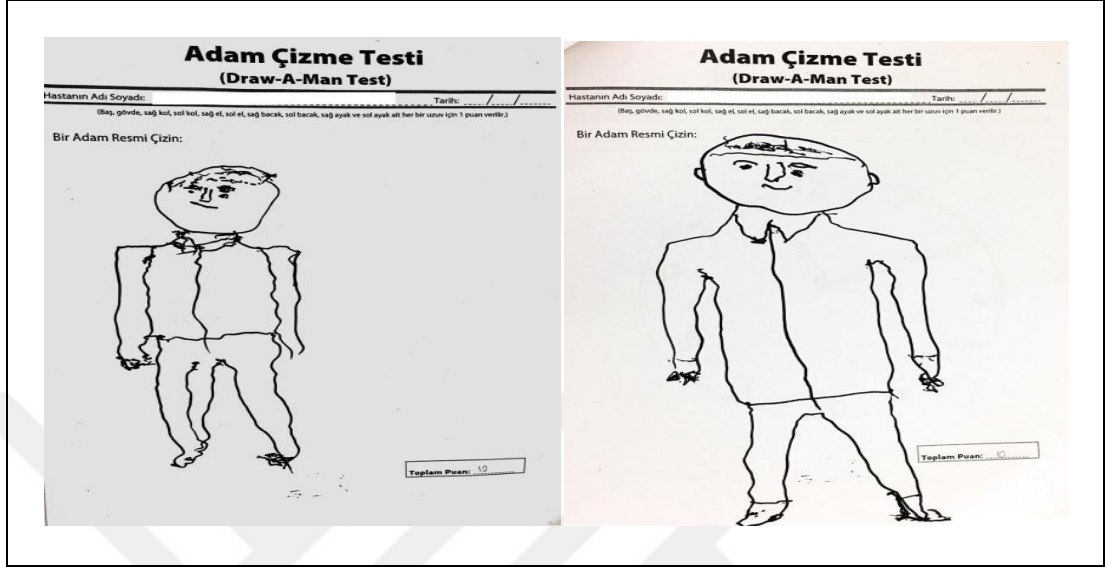 Adam Çizme Testi
(Draw-A-Man Test)
Hastanın Adı Soyadı:
Tarih: ..... / ..... / .......
(Baş, gövde, sağ kol, sol kol, sağ el, sol el, sağ bacak, sol bacak, sağ ayak ve sol ayak ait her bir uzuv için 1 puan verilir.)
Bir Adam Resmi Çizin:
Toplam Puan: 10
Adam Çizme Testi
(Draw-A-Man Test)
Hastanın Adı Soyadı:
Tarih: ..... / ..... / .......
(Baş, gövde, sağ kol, sol kol, sağ el, sol el, sağ bacak, sol bacak, sağ ayak ve sol ayak ait her bir uzuv için 1 puan verilir.)
Bir Adam Resmi Çizin:
Toplam Puan: 10